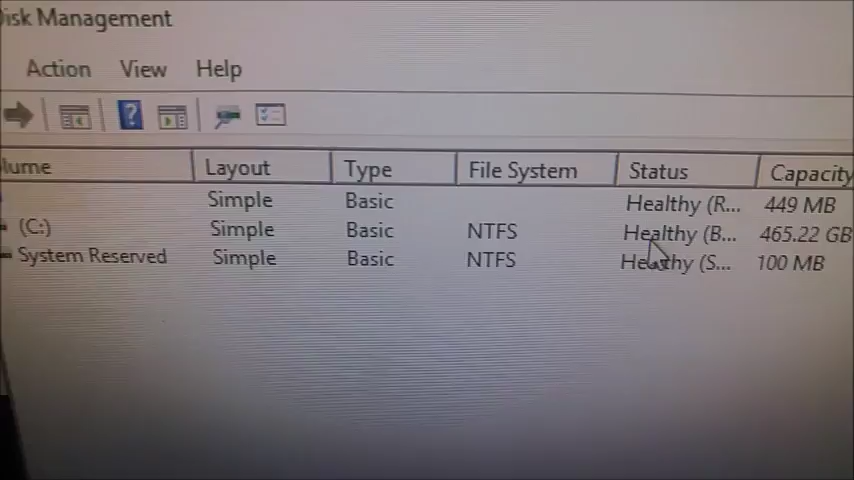 Disk Management
Action View Help
lume Layout Type File System Status Capacity
Simple Basic Healthy (R... 449 MB
(C:) Simple Basic NTFS Healthy (B... 465.22 GB
System Reserved Simple Basic NTFS Healthy (S... 100 MB